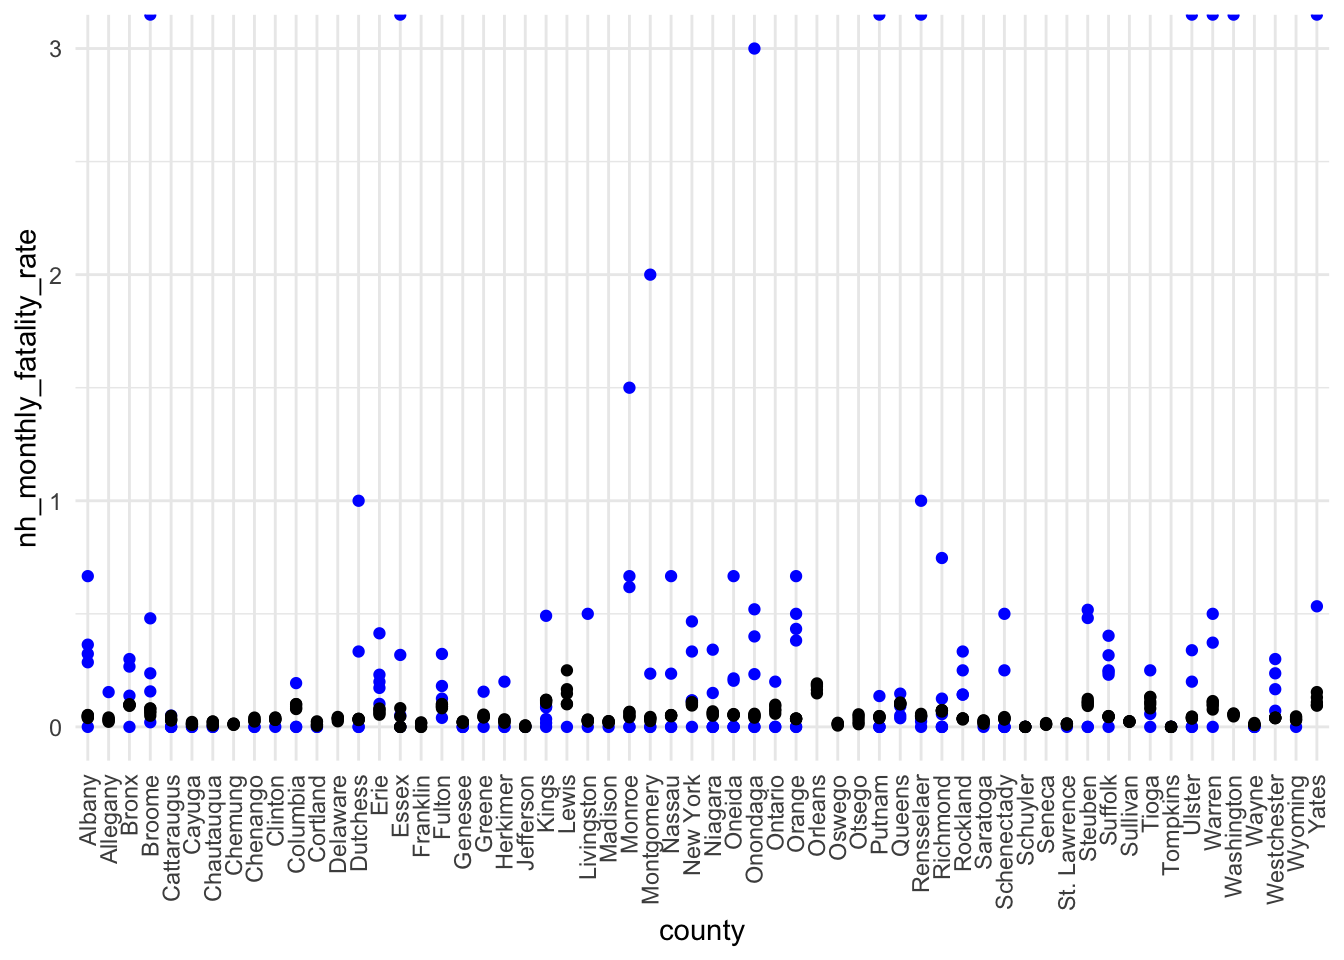 3
2
1
0
nh_monthly_fatality_rate
Albany
Allegany
Bronx
Broome
Cattaraugus
Cayuga
Chautauqua
Chemung
Chenango
Clinton
Columbia
Cortland
Delaware
Dutchess
Erie
Essex
Franklin
Fulton
Genesee
Greene
Herkimer
Jefferson
Kings
Lewis
Livingston
Madison
Monroe
Montgomery
Nassau
New York
Niagara
Oneida
Onondaga
Ontario
Orange
Orleans
Oswego
Otsego
Putnam
Queens
Rensselaer
Richmond
Rockland
Saratoga
Schenectady
Schuyler
Seneca
St. Lawrence
Steuben
Suffolk
Sullivan
Tioga
Tompkins
Ulster
Warren
Washington
Wayne
Westchester
Wyoming
Yates
county